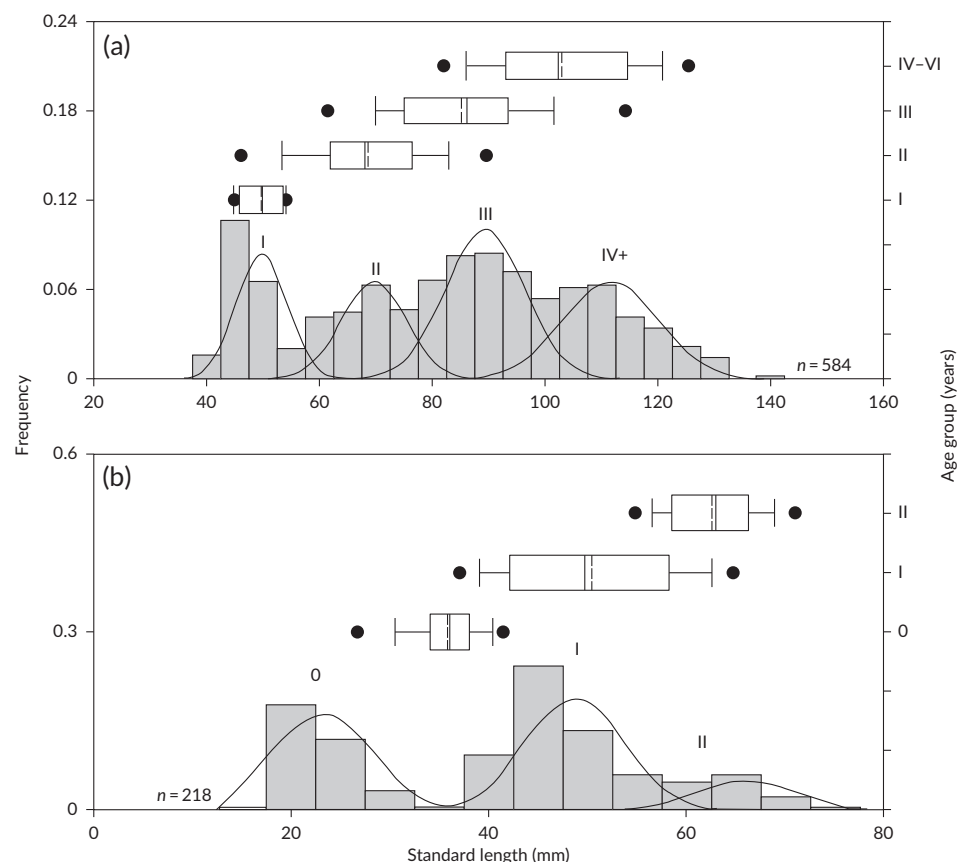 0.24
(a)
IV–VI
0.18
III
II
0.12
I
III
I
II
IV+
0.06
n = 584
0
20 40 60 80 100 120 140 160
Frequency
Age group (years)
0.6
(b)
II
I
0.3
0
I
0
II
n = 218
0
0 20 40 60 80
Standard length (mm)